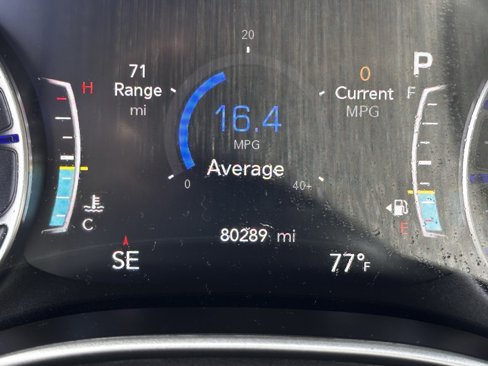 20
71
Range
mi
H
C
16.4
MPG
Average
0
40+
0
Current
MPG
P
F
E
SE
80289 mi
77°F